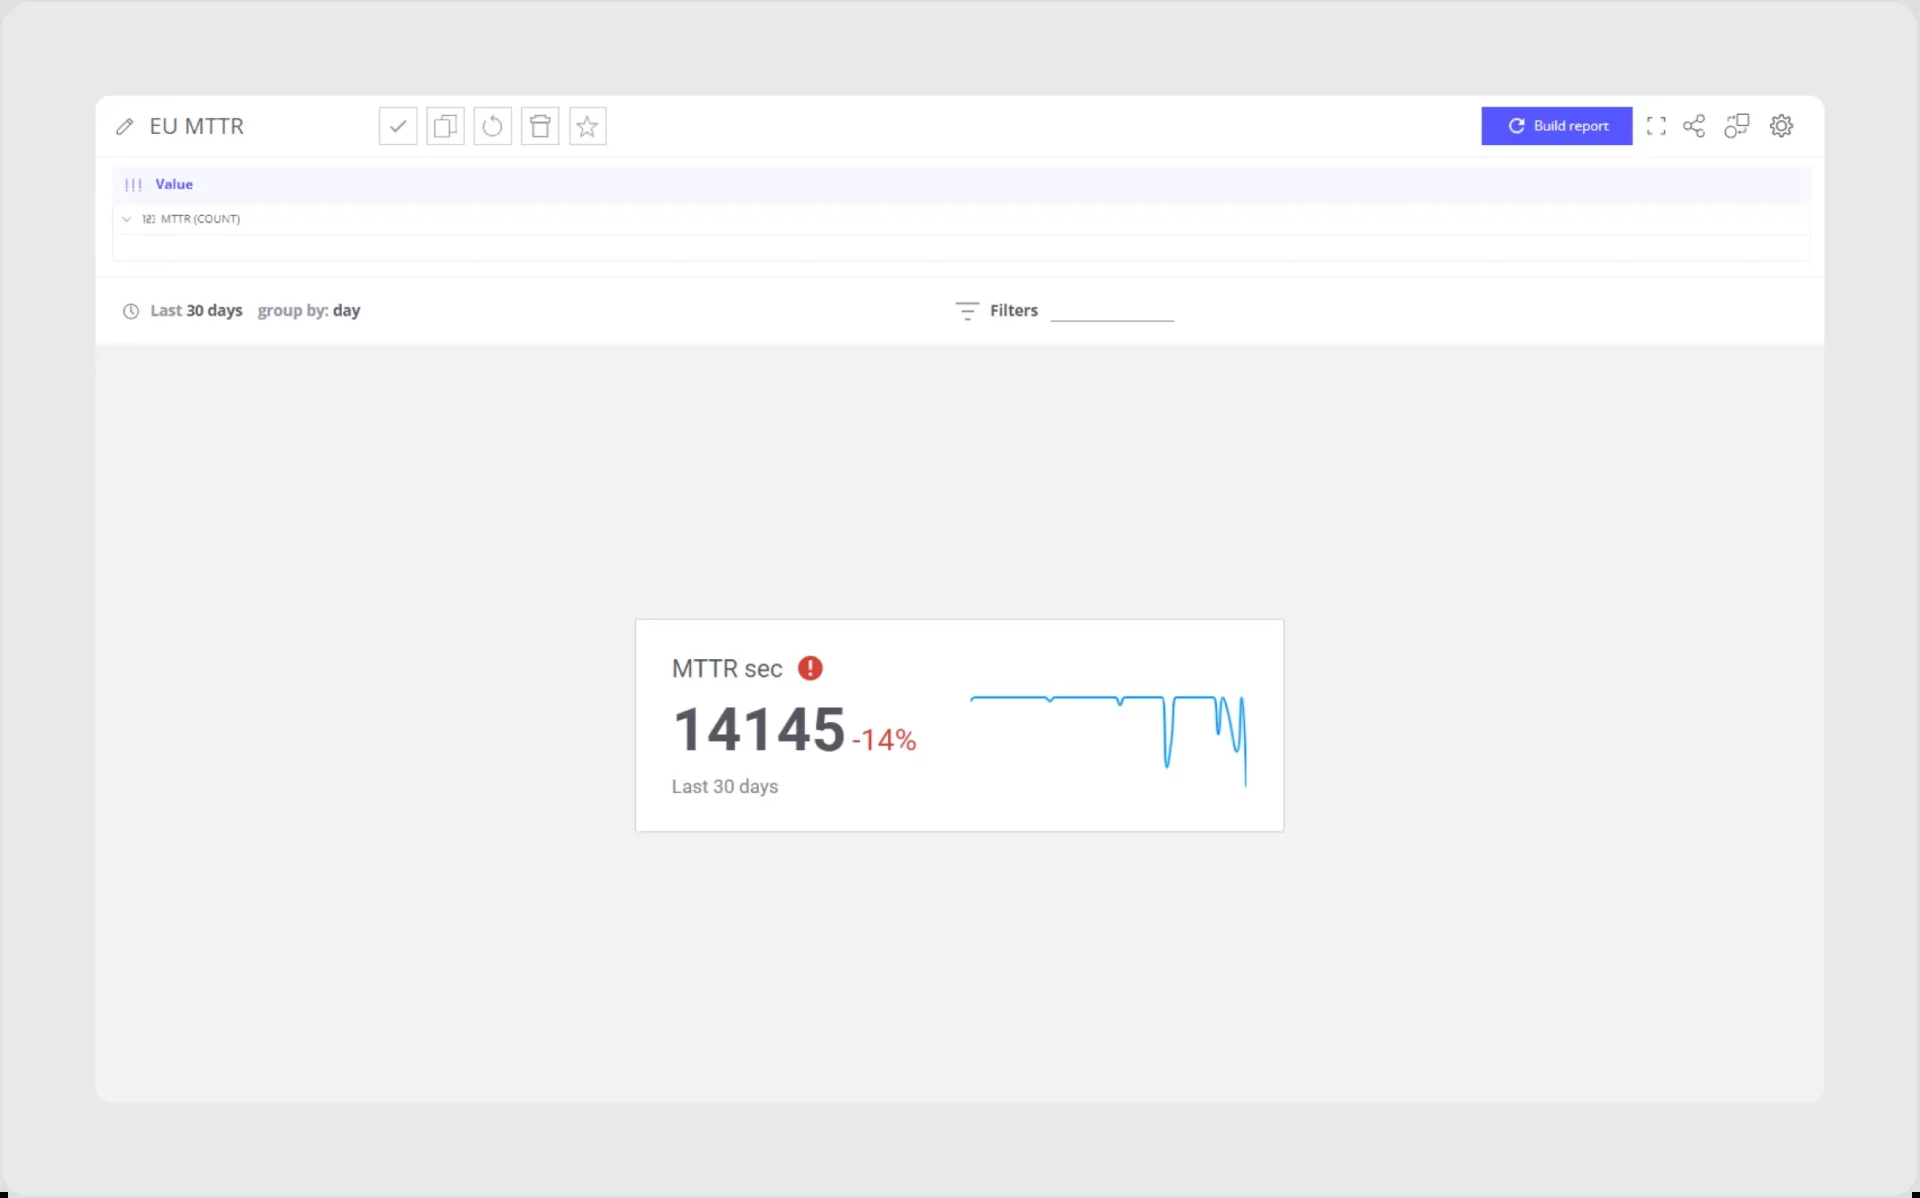 EU MTTR
Build report
Value
123 MTTR (COUNT)
Last 30 days group by: day
Filters
MTTR sec
14145 -14%
Last 30 days